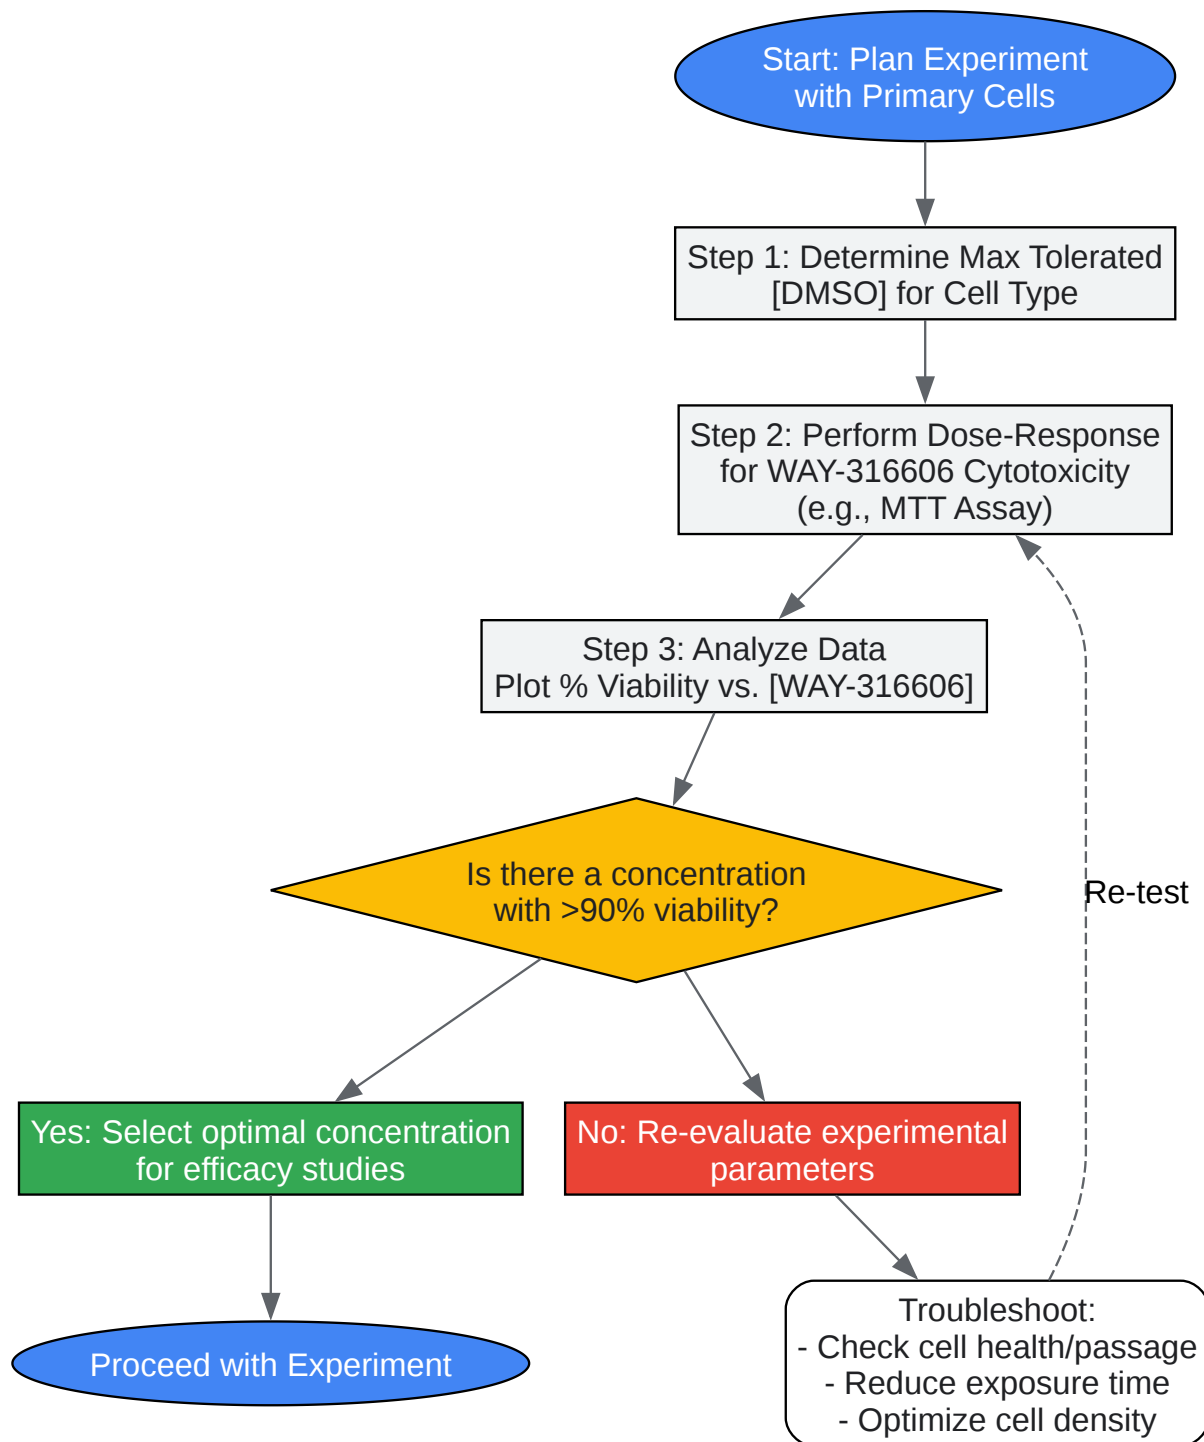 Start: Plan Experiment
with Primary Cells
Step 1: Determine Max Tolerated
[DMSO] for Cell Type
Step 2: Perform Dose-Response
for WAY-316606 Cytotoxicity
(e.g., MTT Assay)
Step 3: Analyze Data
Plot % Viability vs. [WAY-316606]
Is there a concentration
with >90% viability?
Re-test
Yes: Select optimal concentration
for efficacy studies
No: Re-evaluate experimental
parameters
Proceed with Experiment
Troubleshoot:
- Check cell health/passage
- Reduce exposure time
- Optimize cell density